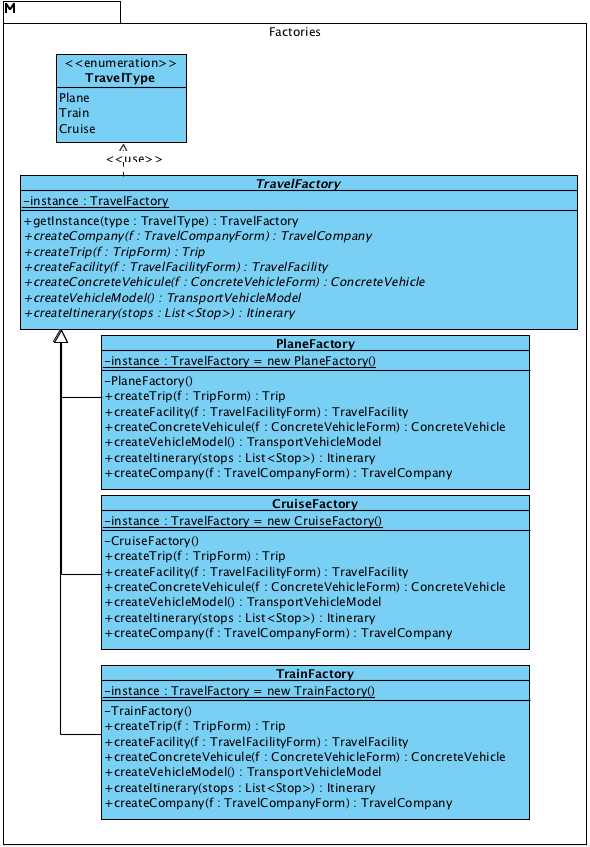 M
Factories
<<enumeration>>
TravelType
Plane
Train
Cruise
<<use>>
TravelFactory
-instance : TravelFactory
+getInstance(type : TravelType) : TravelFactory
+createCompany(f : TravelCompanyForm) : TravelCompany
+createTrip(f : TripForm) : Trip
+createFacility(f : TravelFacilityForm) : TravelFacility
+createConcreteVehicule(f : ConcreteVehicleForm) : ConcreteVehicle
+createVehicleModel() : TransportVehicleModel
+createItinerary(stops : List<Stop>) : Itinerary
PlaneFactory
-instance : TravelFactory = new PlaneFactory()
-PlaneFactory()
+createTrip(f : TripForm) : Trip
+createFacility(f : TravelFacilityForm) : TravelFacility
+createConcreteVehicule(f : ConcreteVehicleForm) : ConcreteVehicle
+createVehicleModel() : TransportVehicleModel
+createItinerary(stops : List<Stop>) : Itinerary
+createCompany(f : TravelCompanyForm) : TravelCompany
CruiseFactory
-instance : TravelFactory = new CruiseFactory()
-CruiseFactory()
+createTrip(f : TripForm) : Trip
+createFacility(f : TravelFacilityForm) : TravelFacility
+createConcreteVehicule(f : ConcreteVehicleForm) : ConcreteVehicle
+createVehicleModel() : TransportVehicleModel
+createItinerary(stops : List<Stop>) : Itinerary
+createCompany(f : TravelCompanyForm) : TravelCompany
TrainFactory
-instance : TravelFactory = new TrainFactory()
-TrainFactory()
+createTrip(f : TripForm) : Trip
+createFacility(f : TravelFacilityForm) : TravelFacility
+createConcreteVehicule(f : ConcreteVehicleForm) : ConcreteVehicle
+createVehicleModel() : TransportVehicleModel
+createItinerary(stops : List<Stop>) : Itinerary
+createCompany(f : TravelCompanyForm) : TravelCompany